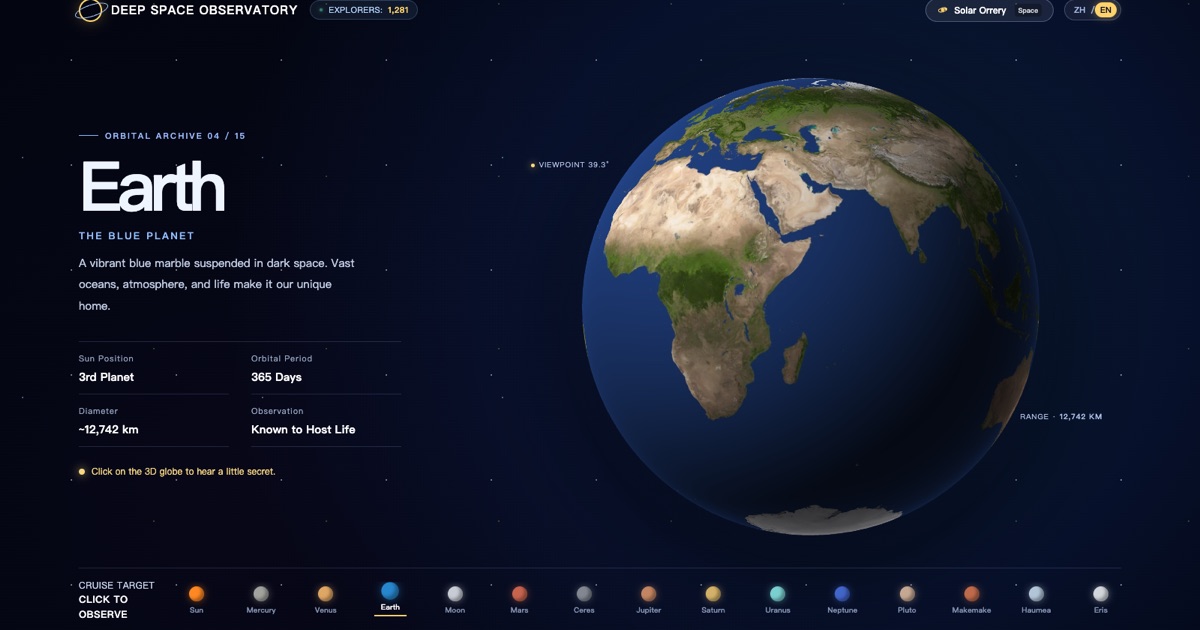 DEEP SPACE OBSERVATORY
EXPLORERS: 1,281
Solar Orrery Space
ZH / EN
ORBITAL ARCHIVE 04 / 15
Earth
THE BLUE PLANET
A vibrant blue marble suspended in dark space. Vast
oceans, atmosphere, and life make it our unique
home.
Sun Position
3rd Planet
Orbital Period
365 Days
Diameter
~12,742 km
Observation
Known to Host Life
Click on the 3D globe to hear a little secret.
VIEWPOINT 39.3°
RANGE · 12,742 KM
CRUISE TARGET
CLICK TO
OBSERVE
Sun
Mercury
Venus
Earth
Moon
Mars
Ceres
Jupiter
Saturn
Uranus
Neptune
Pluto
Makemake
Haumea
Eris